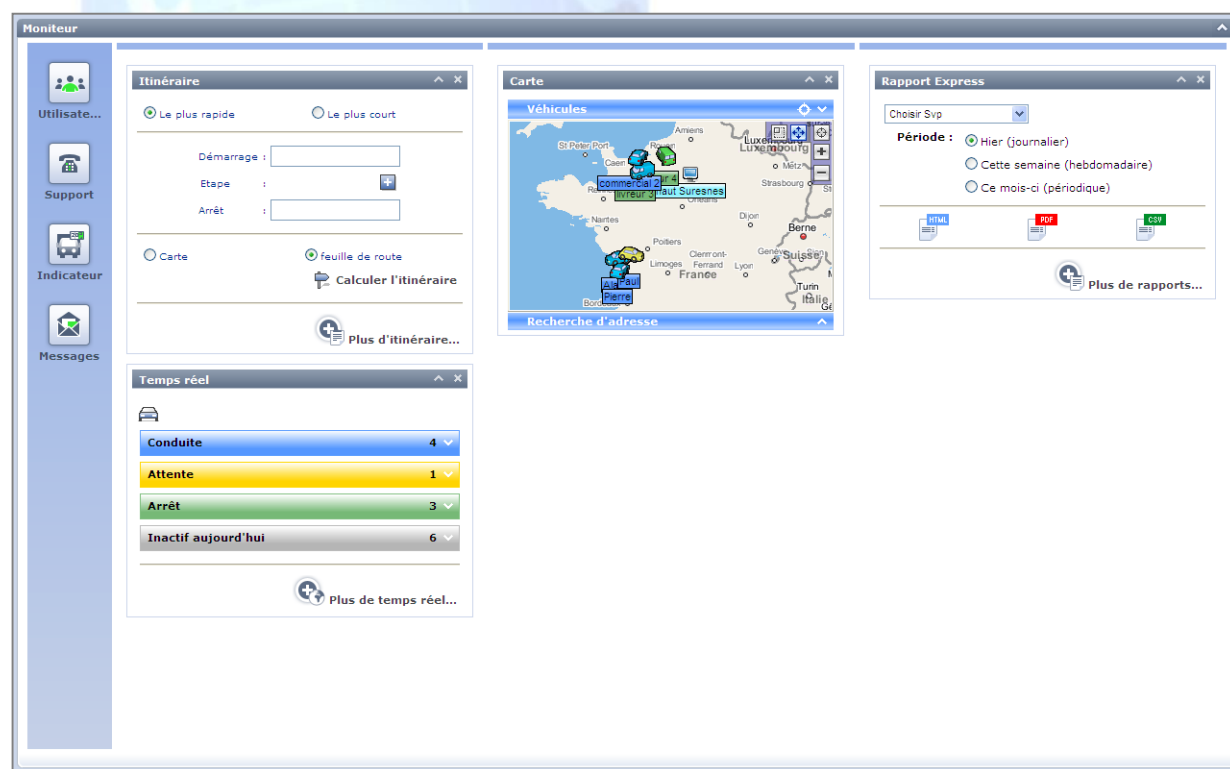 Moniteur
Utilisate...
Support
Indicateur
Messages
Itinéraire
Le plus rapide
Le plus court
Démarrage :
Etape :
Arrêt :
Carte
feuille de route
Calculer l'itinéraire
Plus d'itinéraire...
Temps réel
Conduite 4
Attente 1
Arrêt 3
Inactif aujourd'hui 6
Plus de temps réel...
Carte
Véhicules
Amiens
Luxembourg
St Peter Port
Rouen
Caen
Metz
Strasbourg
commercial 2
livreur 3
aut Suresnes
Orléans
Nantes
Dijon
Berne
Poitiers
Clermont-
Ferrand
Limoges
Lyon
Genève
Suisse
France
Turin
Italie
Paul
Pierre
Recherche d'adresse
Rapport Express
Choisir Svp
Période :
Hier (journalier)
Cette semaine (hebdomadaire)
Ce mois-ci (périodique)
HTML
PDF
CSV
Plus de rapports...